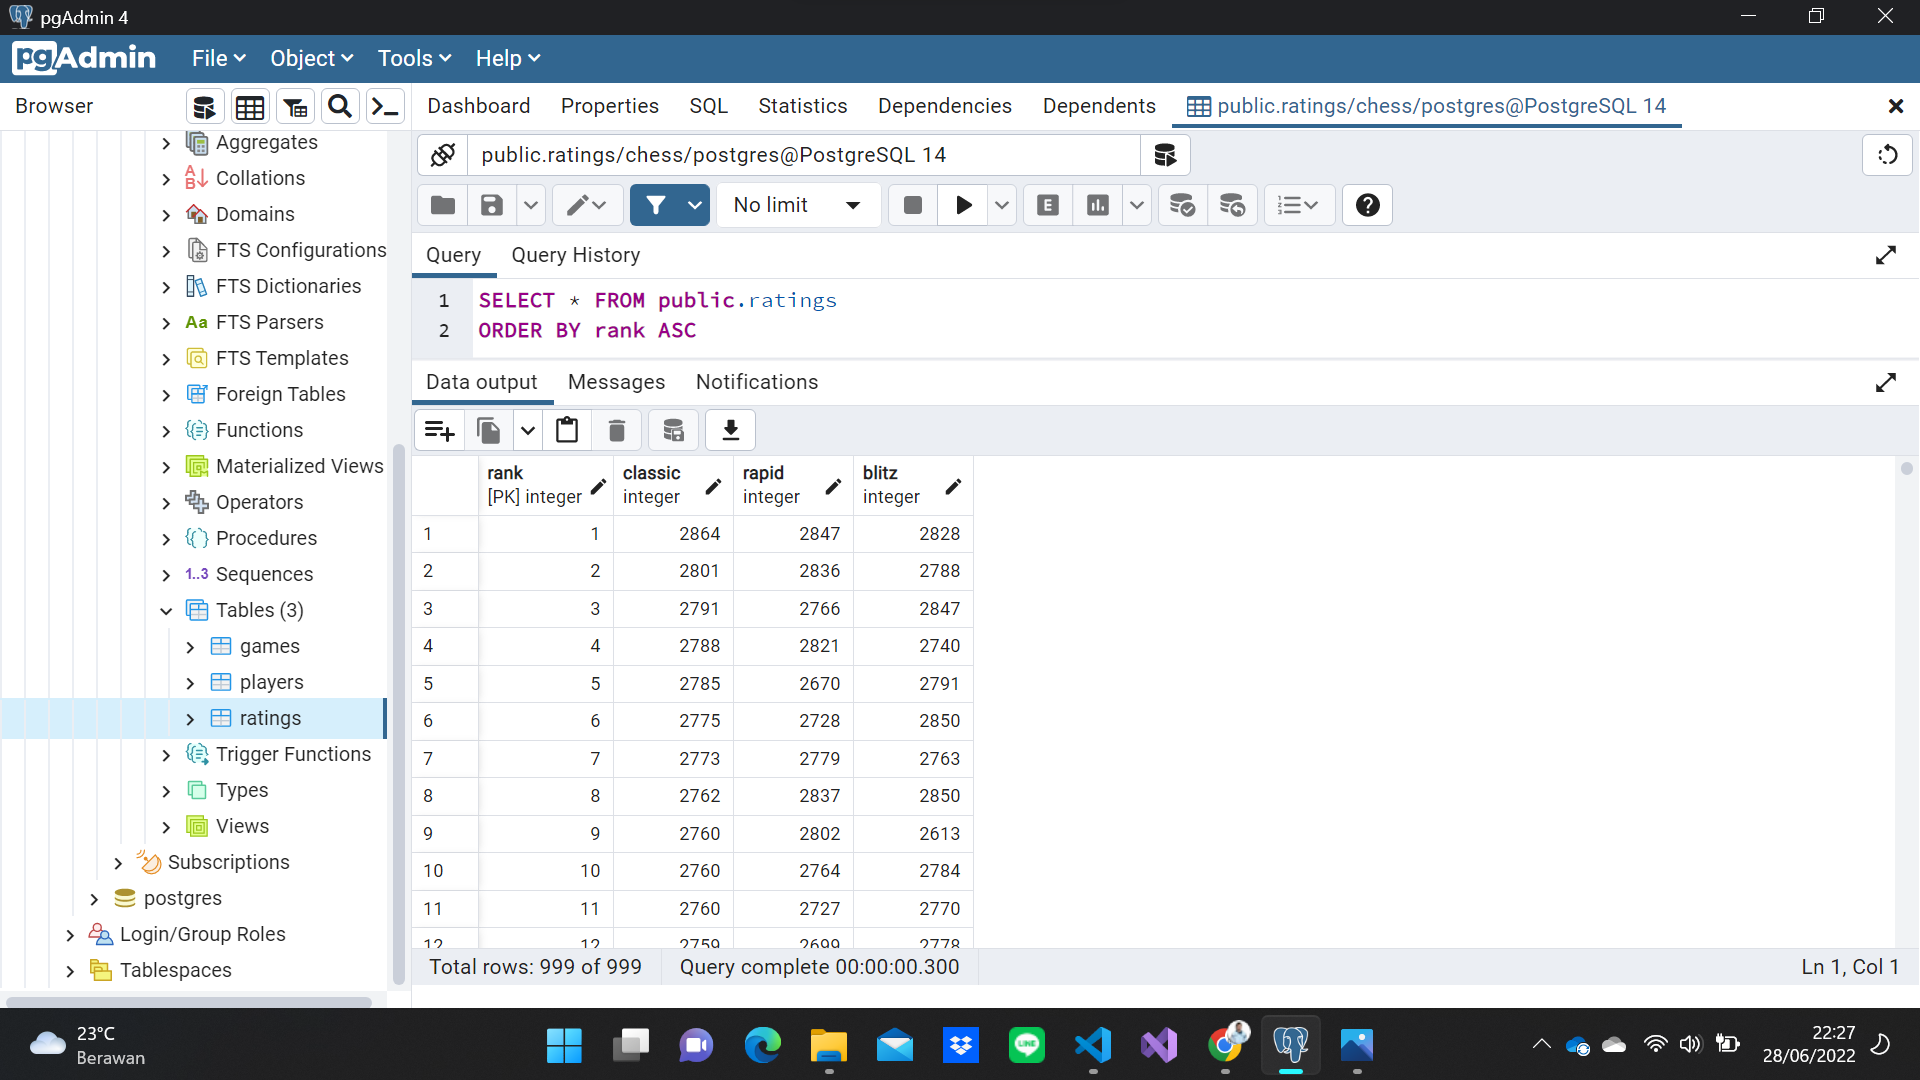 pgAdmin 4
pgAdmin File Object Tools Help
Browser
Dashboard Properties SQL Statistics Dependencies Dependents public.ratings/chess/postgres@PostgreSQL 14
Aggregates
Collations
Domains
FTS Configurations
FTS Dictionaries
Aa FTS Parsers
FTS Templates
Foreign Tables
Functions
Materialized Views
Operators
Procedures
1..3 Sequences
Tables (3)
games
players
ratings
Trigger Functions
Types
Views
Subscriptions
postgres
Login/Group Roles
Tablespaces
public.ratings/chess/postgres@PostgreSQL 14
No limit E
Query Query History
1 SELECT * FROM public.ratings
2 ORDER BY rank ASC
Data output Messages Notifications
rank classic rapid blitz
[PK] integer integer integer integer
1 1 2864 2847 2828
2 2 2801 2836 2788
3 3 2791 2766 2847
4 4 2788 2821 2740
5 5 2785 2670 2791
6 6 2775 2728 2850
7 7 2773 2779 2763
8 8 2762 2837 2850
9 9 2760 2802 2613
10 10 2760 2764 2784
11 11 2760 2727 2770
12 12 2759 2699 2778
Total rows: 999 of 999 Query complete 00:00:00.300 Ln 1, Col 1
23°C
Berawan
LINE
22:27
28/06/2022